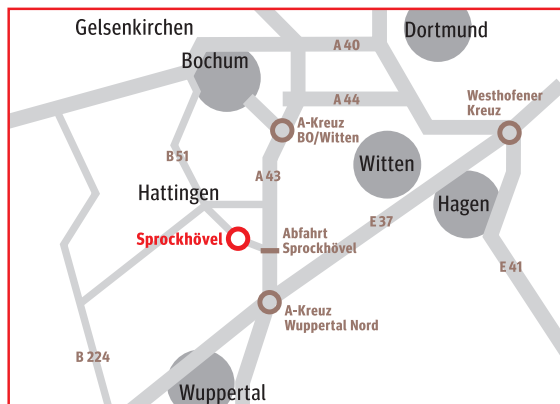 Gelsenkirchen
Dortmund
A 40
Bochum
A 44
Westhofener
Kreuz
A-Kreuz
BO/Witten
B 51
Witten
A 43
Hattingen
Hagen
E 37
Sprockhövel
Abfahrt
Sprockhövel
E 41
A-Kreuz
Wuppertal Nord
B 224
Wuppertal